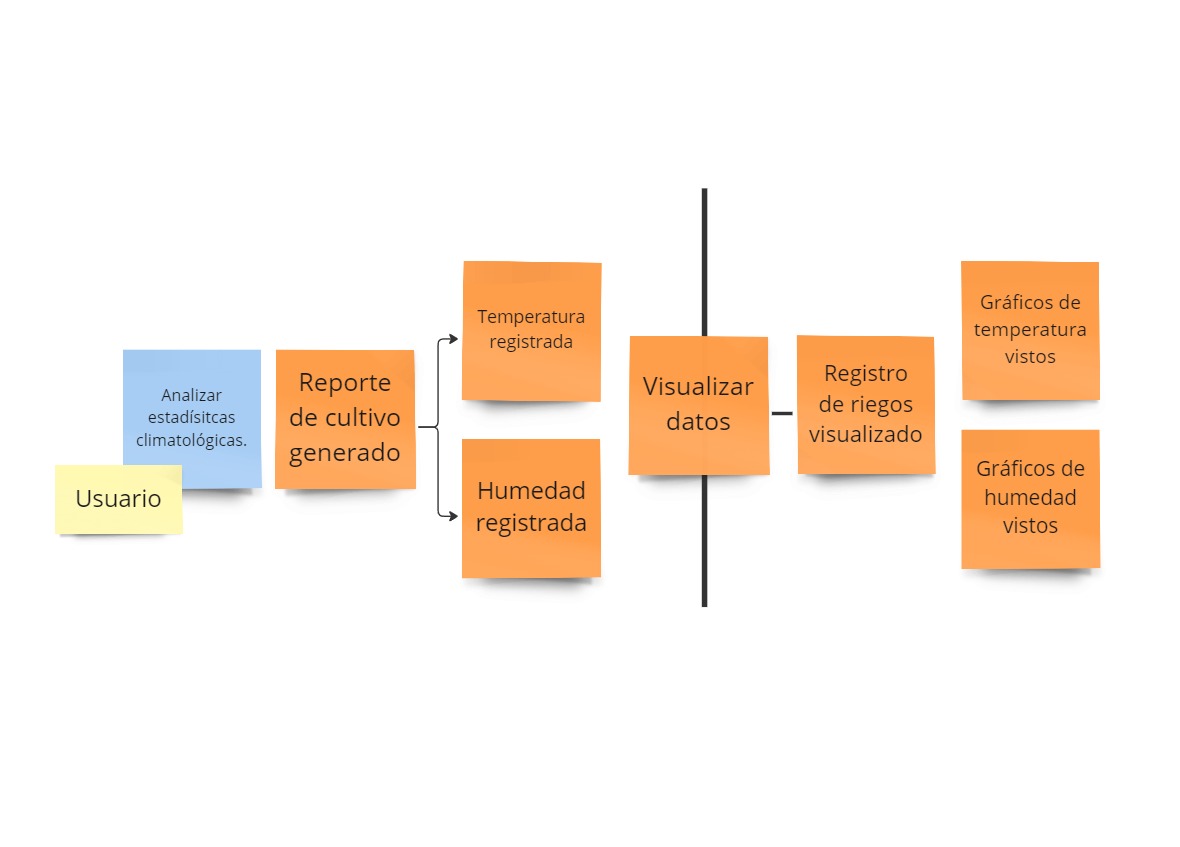 Usuario
Analizar
estadísitcas
climatológicas.
Reporte
de cultivo
generado
Temperatura
registrada
Humedad
registrada
Visualizar
datos
Registro
de riegos
visualizado
Gráficos de
temperatura
vistos
Gráficos de
humedad
vistos